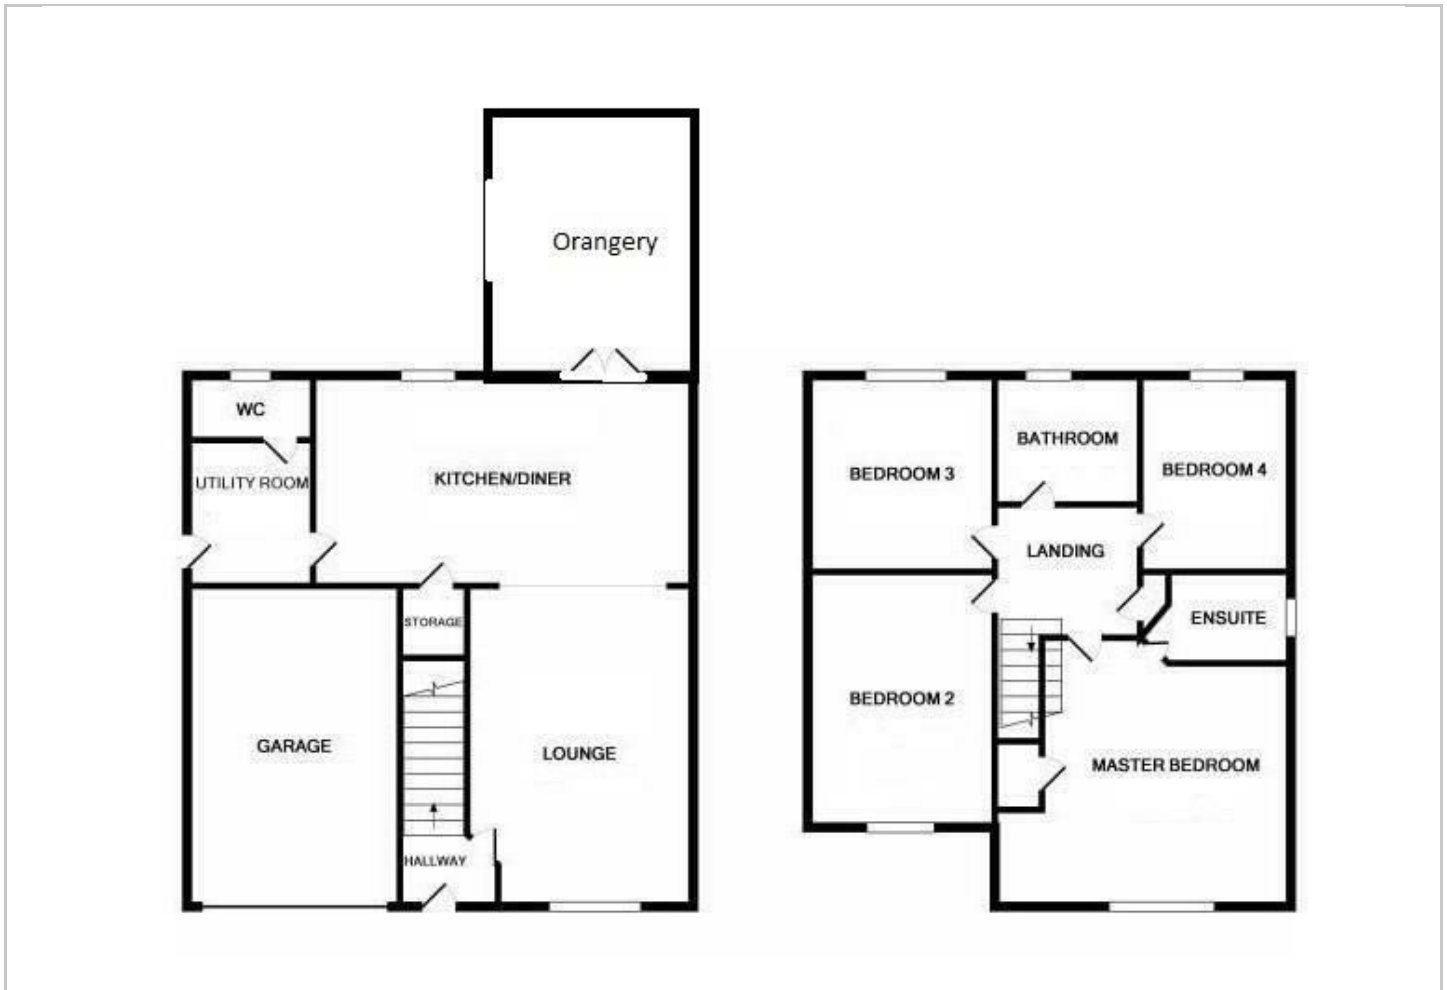 Orangery
WC
UTILITY ROOM
KITCHEN/DINER
STORAGE
GARAGE
LOUNGE
HALLWAY
BEDROOM 3
BATHROOM
BEDROOM 4
LANDING
ENSUITE
BEDROOM 2
MASTER BEDROOM